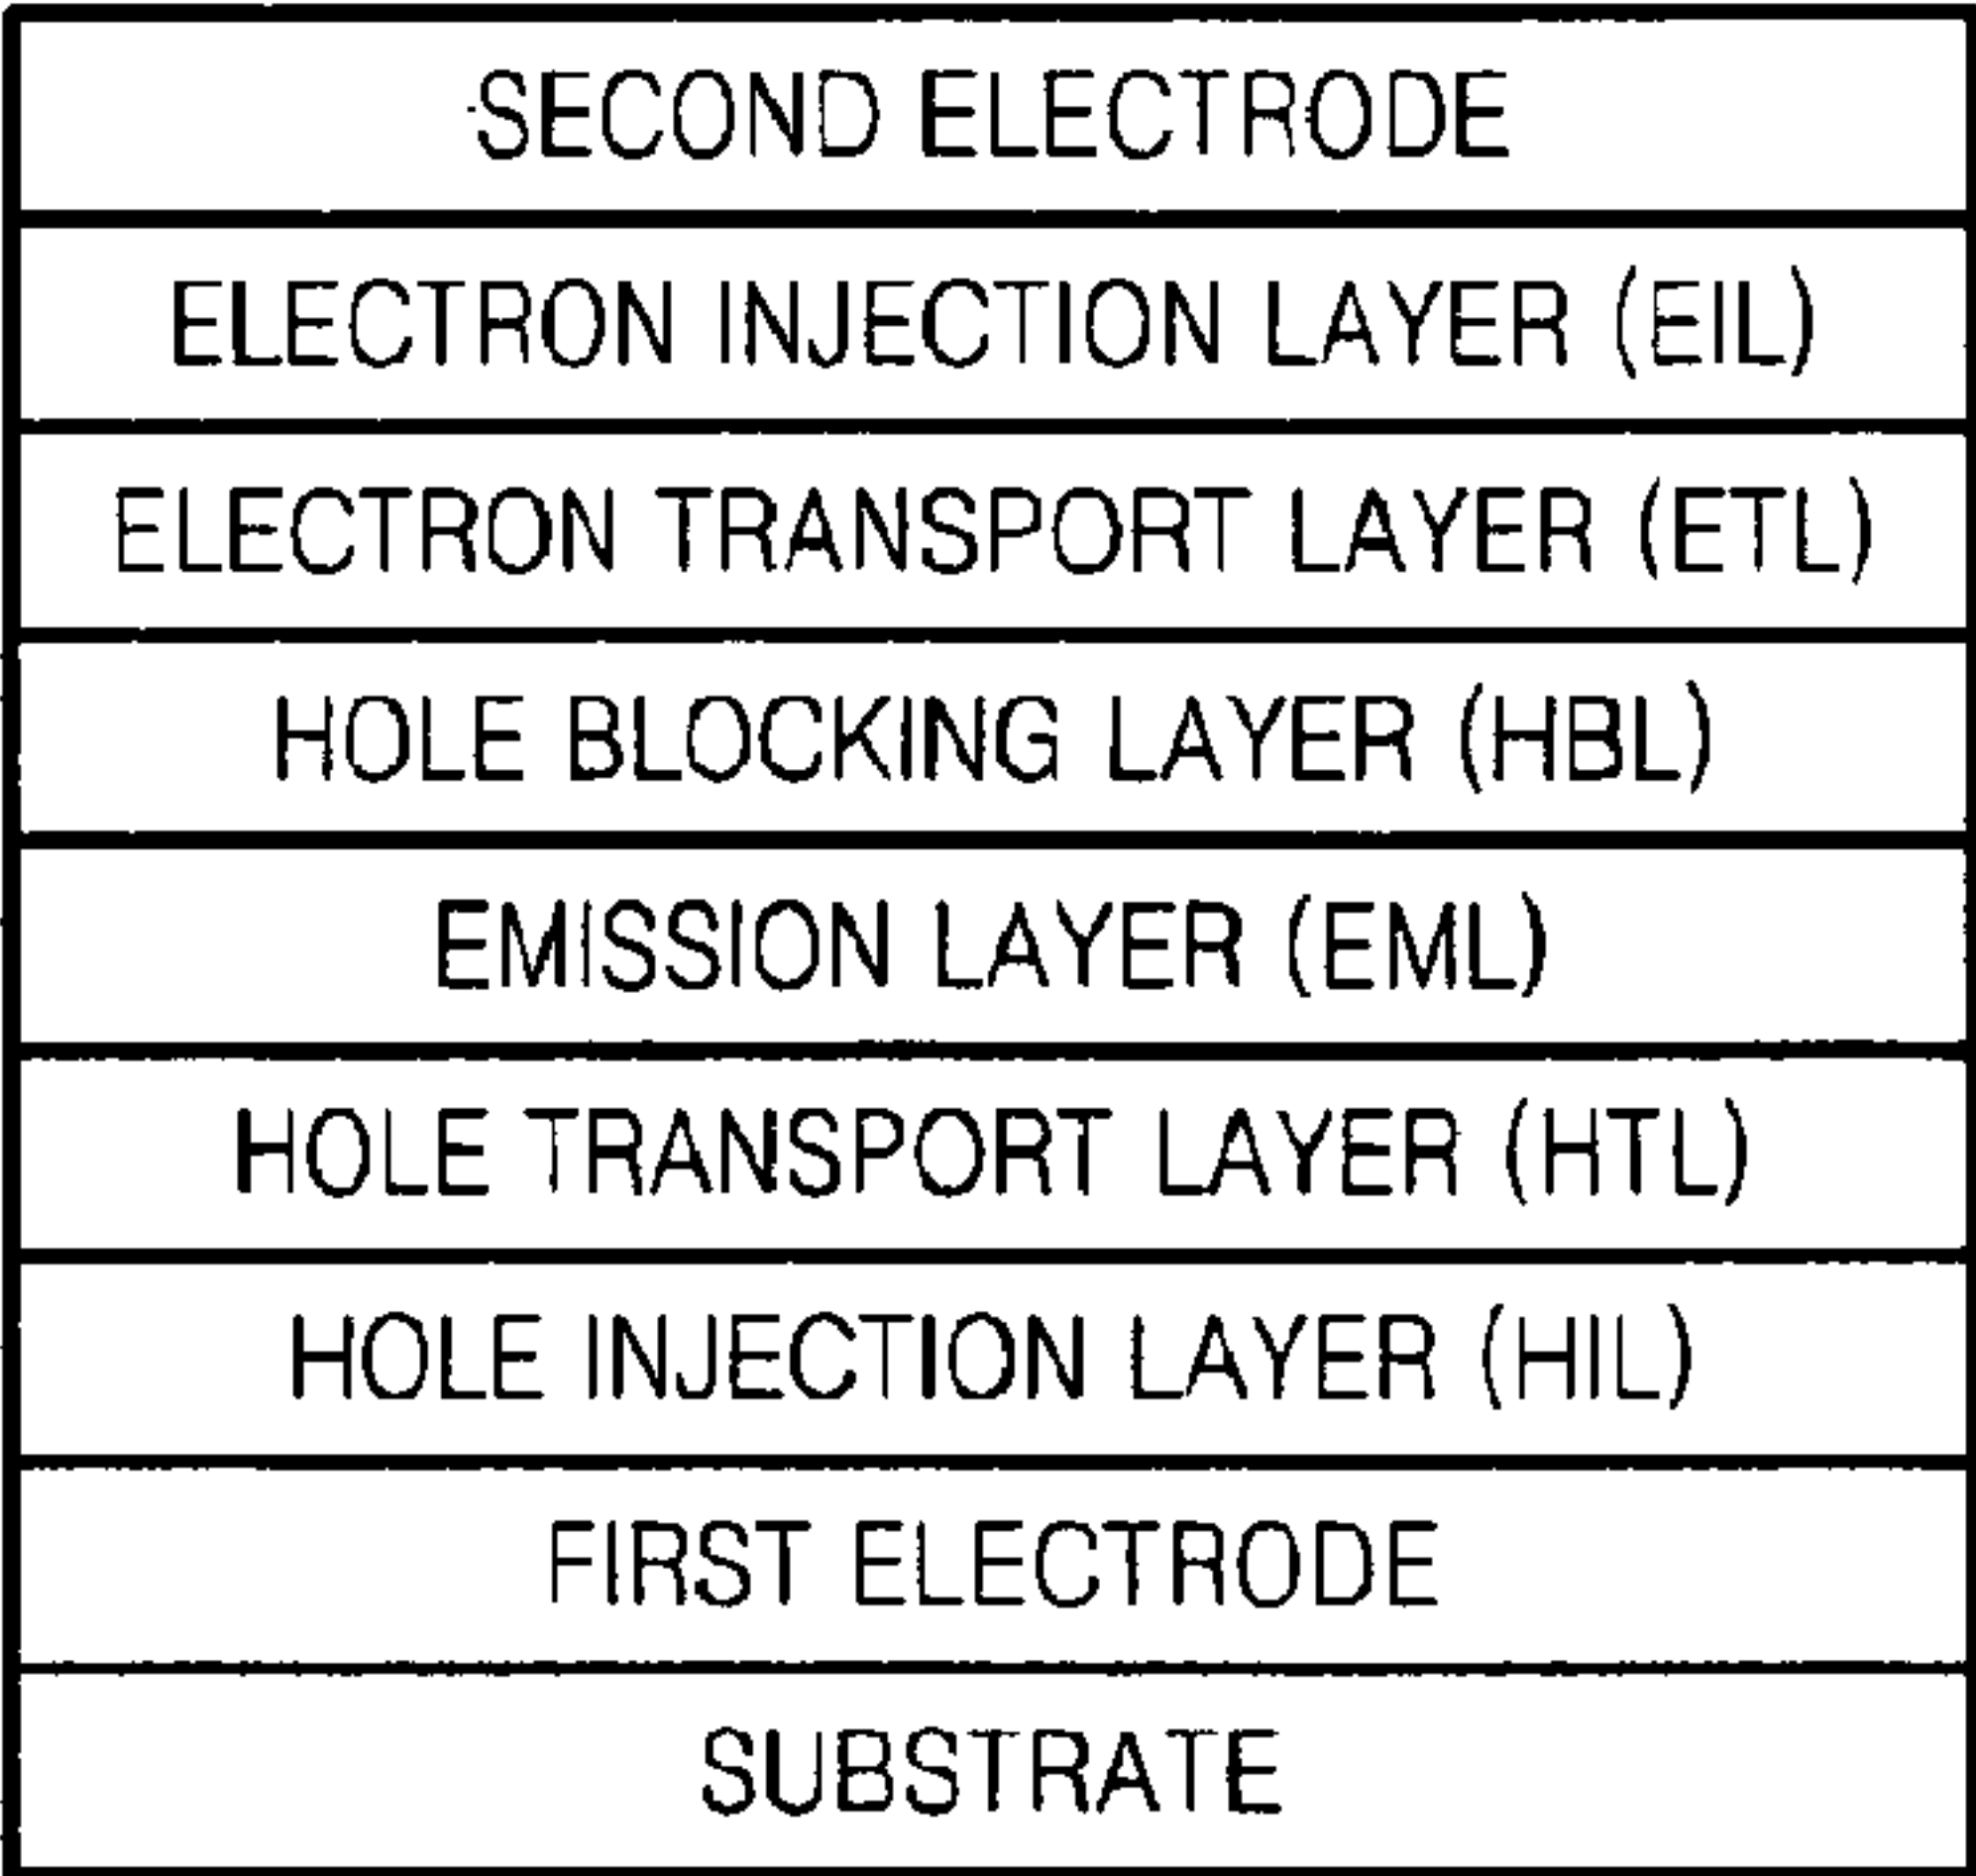 SECOND ELECTRODE
ELECTRON INJECTION LAYER (EIL)
ELECTRON TRANSPORT LAYER (ETL)
HOLE BLOCKING LAYER (HBL)
EMISSION LAYER (EML)
HOLE TRANSPORT LAYER (HTL)
HOLE INJECTION LAYER (HIL)
FIRST ELECTRODE
SUBSTRATE